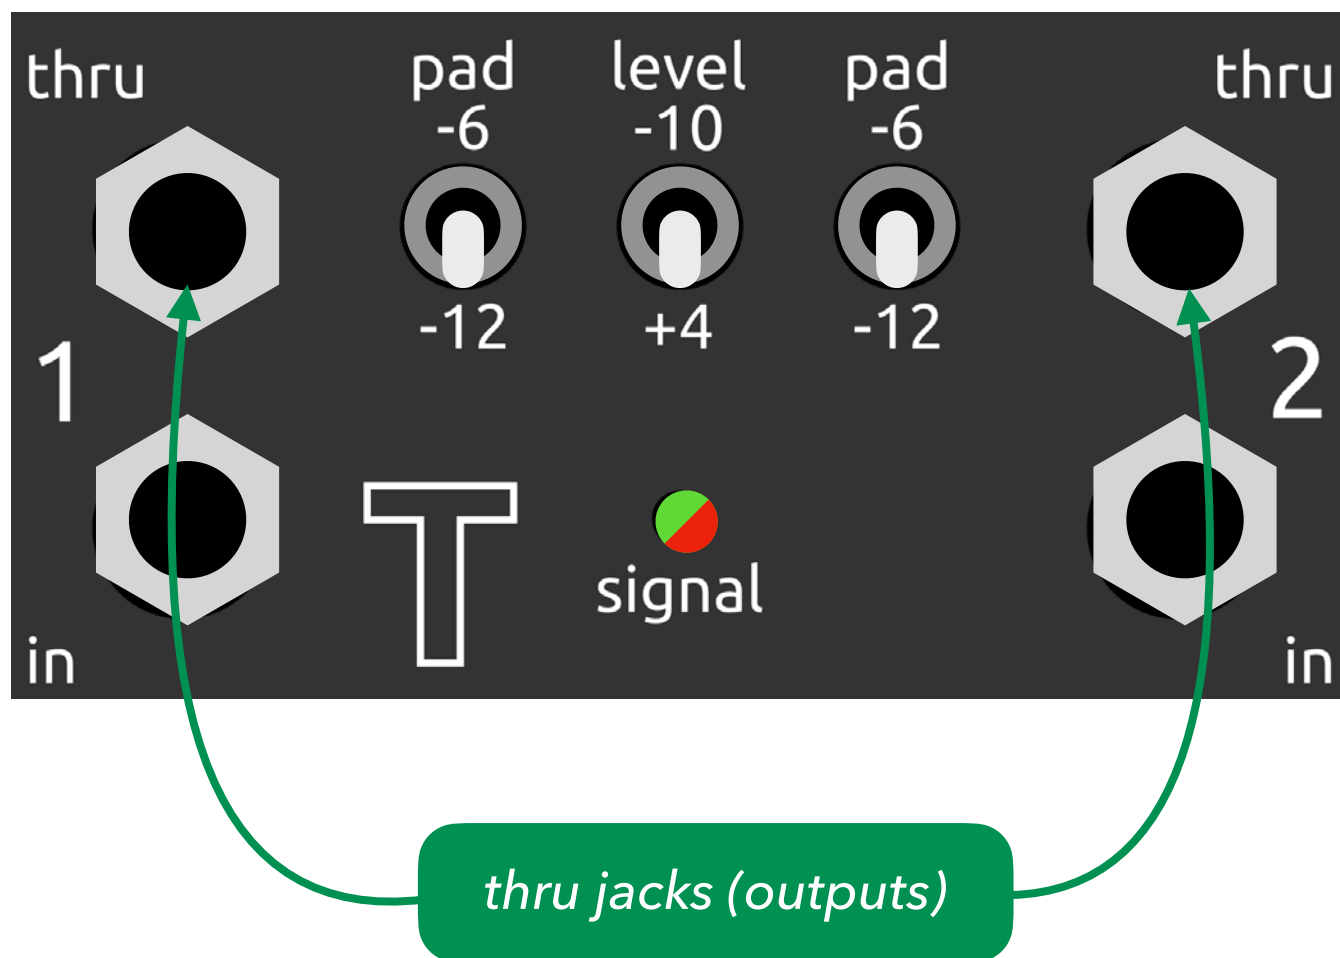 thru pad level pad thru
-6 -10 -6
-12 +4 -12
1 2
T
signal
in in
thru jacks (outputs)